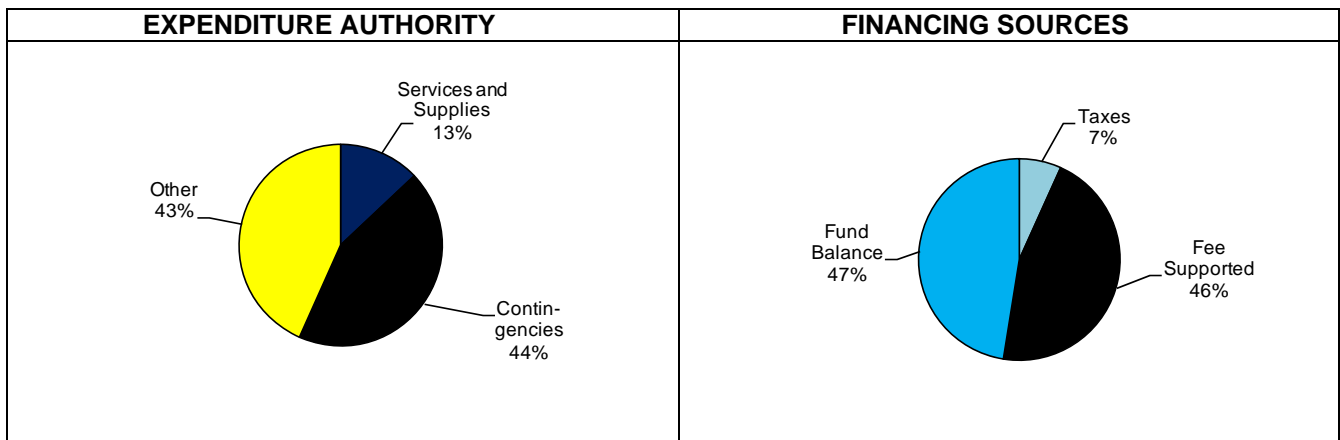 EXPENDITURE AUTHORITY
Services and
Supplies
13%
Other
43%
Contin-
gencies
44%
FINANCING SOURCES
Taxes
7%
Fund
Balance
47%
Fee
Supported
46%